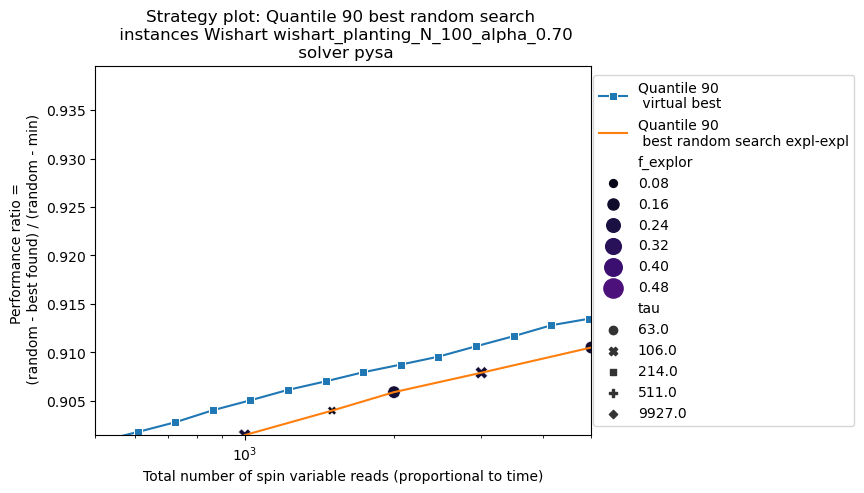 Strategy plot: Quantile 90 best random search
instances Wishart wishart_planting_N_100_alpha_0.70
solver pysa
Performance ratio =
(random - best found) / (random - min)
0.935
0.930
0.925
0.920
0.915
0.910
0.905
10^3
Total number of spin variable reads (proportional to time)
Quantile 90
virtual best
Quantile 90
best random search expl-expl
f_explor
0.08
0.16
0.24
0.32
0.40
0.48
tau
63.0
106.0
214.0
511.0
9927.0